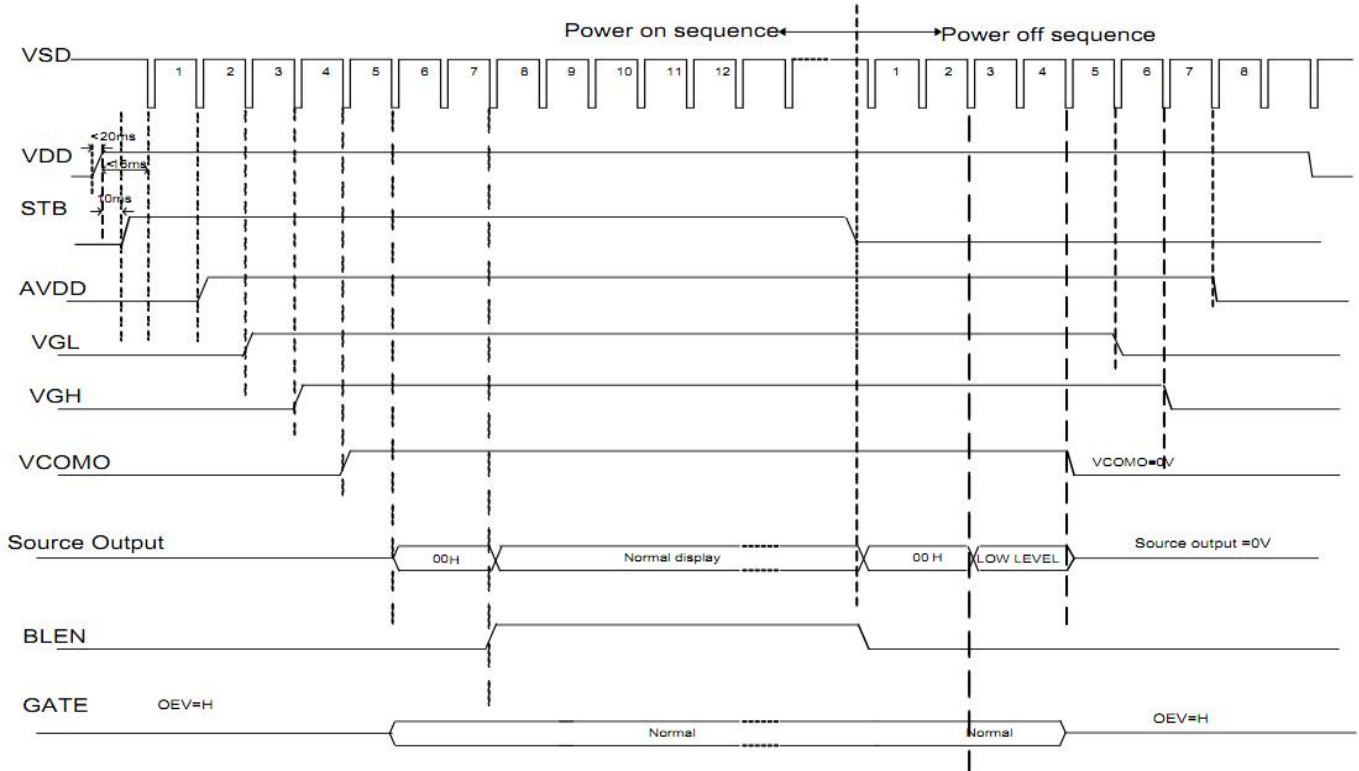 Power on sequence Power off sequence
VSD
1 2 3 4 5 6 7 8 9 10 11 12 1 2 3 4 5 6 7 8
<20ms
VDD
<16ms
10ms
STB
AVDD
VGL
VGH
VCOMO VCOMO=0V
Source Output 00H Normal display 00 H LOW LEVEL Source output =0V
BLEN
GATE OEV=H Normal Normal OEV=H